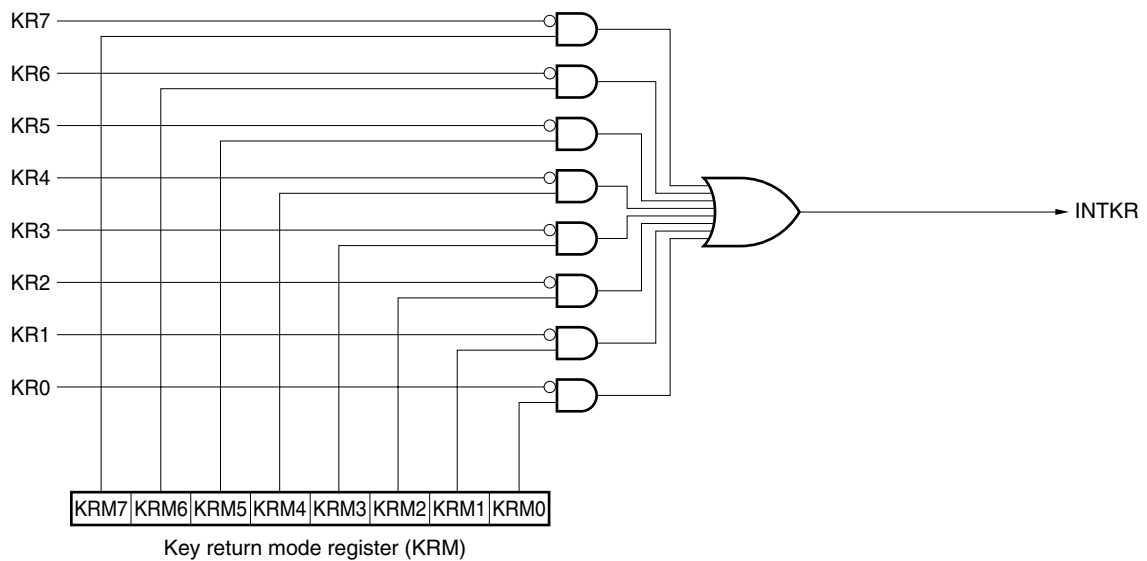 KR7
KR6
KR5
KR4
KR3
INTKR
KR2
KR1
KR0
KRM7 KRM6 KRM5 KRM4 KRM3 KRM2 KRM1 KRM0
Key return mode register (KRM)